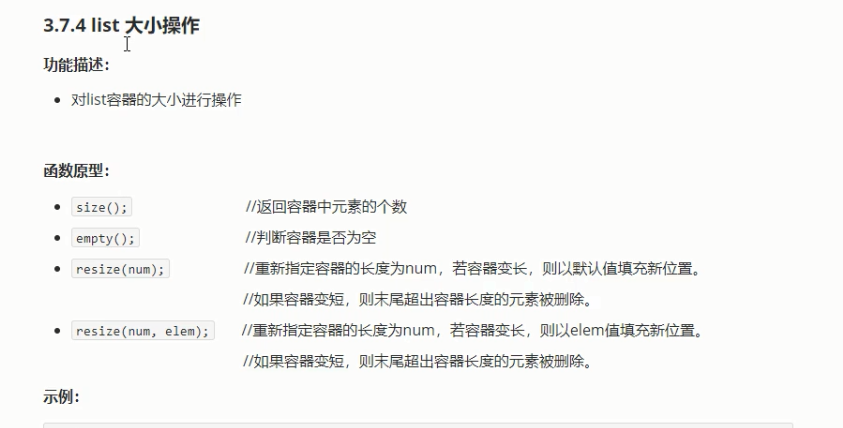 3.7.4 list 大小操作
功能描述：
对list容器的大小进行操作
函数原型：
size(); //返回容器中元素的个数
empty(); //判断容器是否为空
resize(num); //重新指定容器的长度为num，若容器变长，则以默认值填充新位置。
//如果容器变短，则末尾超出容器长度的元素被删除。
resize(num, elem); //重新指定容器的长度为num，若容器变长，则以elem值填充新位置。
//如果容器变短，则末尾超出容器长度的元素被删除。
示例：